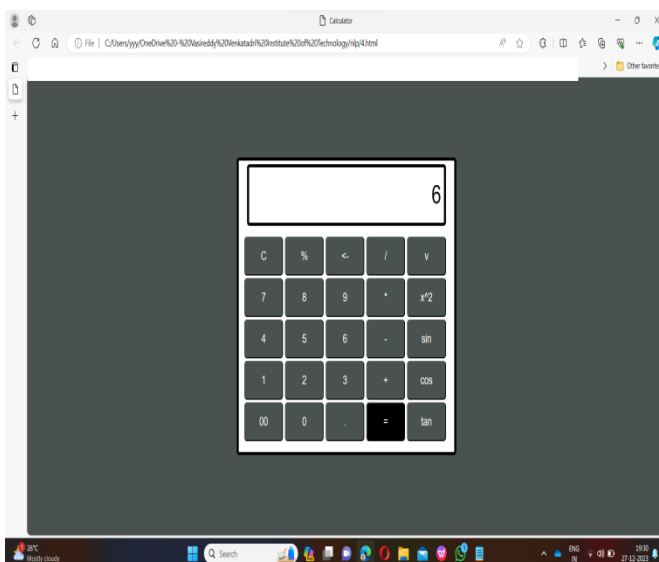 Calculator
File | C:/Users/yyy/OneDrive%20-%20Vasireddy%20Venkatadri%20Institute%20of%20Technology/nlp/4.html
Other favorite
6
C % <- / v
7 8 9 * x^2
4 5 6 - sin
1 2 3 + cos
00 0 . = tan
26°C
Mostly cloudy
Search
ENG
IN
1930
27-12-2023